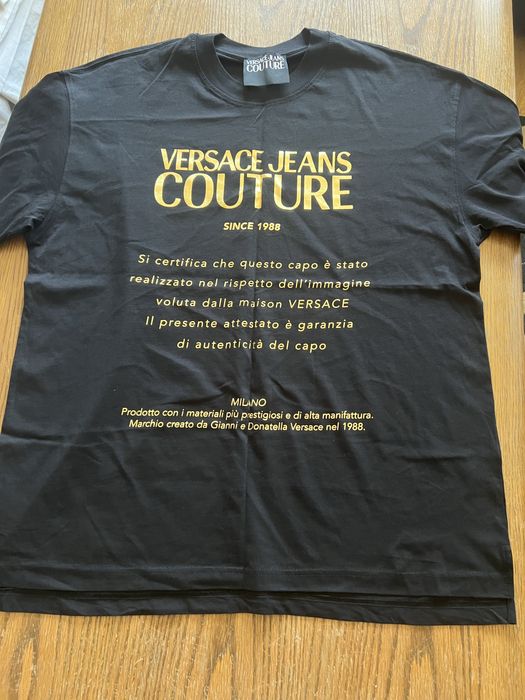 VERSACE JEANS
COUTURE
VERSACE JEANS
COUTURE
SINCE 1988
Si certifica che questo capo è stato
realizzato nel rispetto dell'immagine
voluta dalla maison VERSACE
Il presente attestato è garanzia
di autenticità del capo
MILANO
Prodotto con i materiali più prestigiosi e di alta manifattura.
Marchio creato da Gianni e Donatella Versace nel 1988.